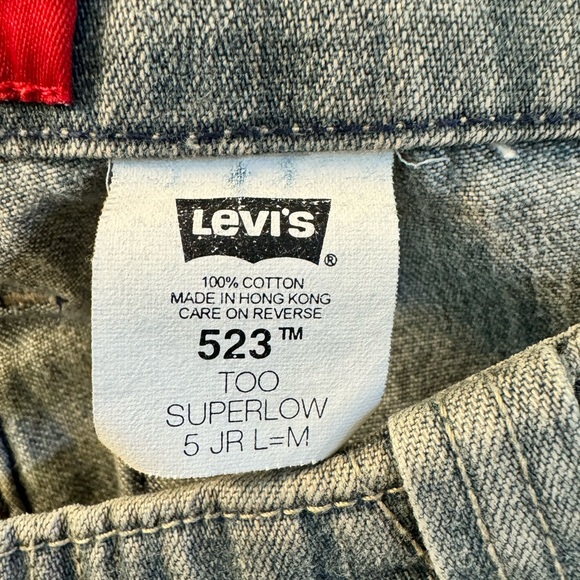 LEVI'S
®
100% COTTON
MADE IN HONG KONG
CARE ON REVERSE
523™
TOO
SUPERLOW
5 JR L=M